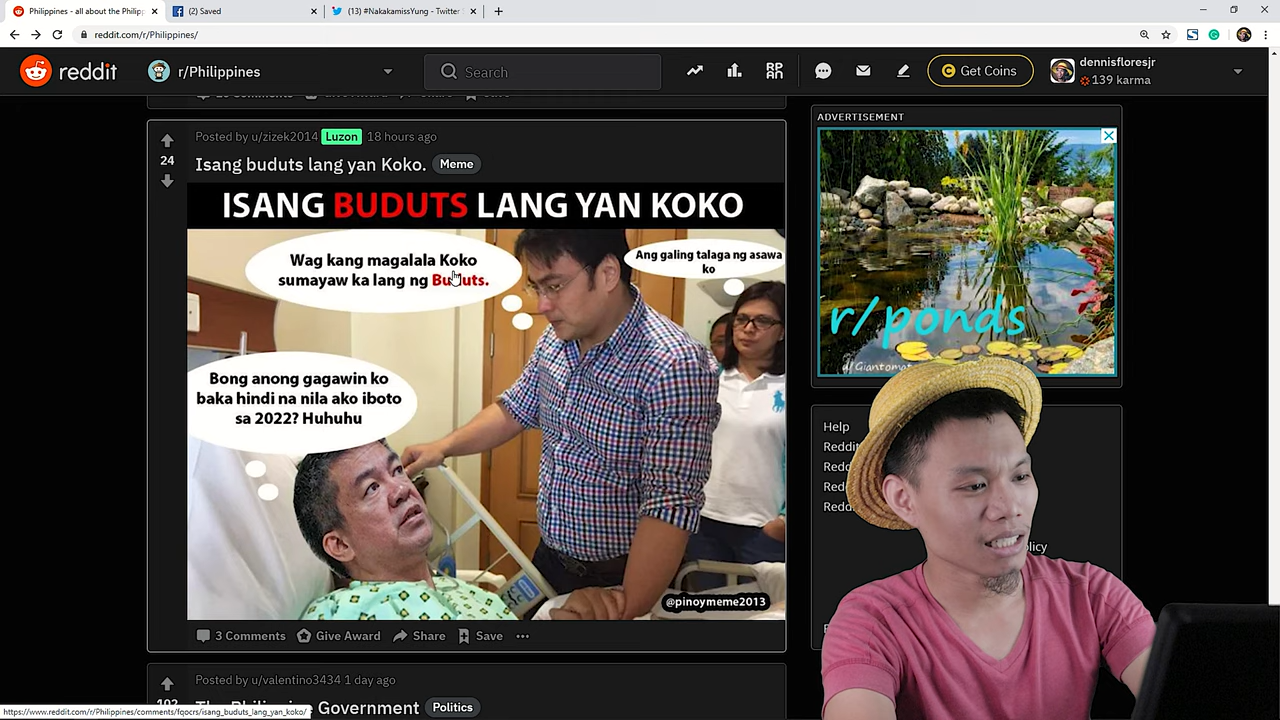 Philippines - all about the Philipp
(2) Saved
(13) #NakakamissYung - Twitter
reddit.com/r/Philippines/
reddit
r/Philippines
Search
Get Coins
dennisfloresjr
139 karma
Posted by u/zizek2014 Luzon 18 hours ago
24
Isang buduts lang yan Koko. Meme
ISANG BUDUTS LANG YAN KOKO
Wag kang magalala Koko
sumayaw ka lang ng Buduts.
Ang galing talaga ng asawa
ko
Bong anong gagawin ko
baka hindi na nila ako iboto
sa 2022? Huhuhu
@pinoymeme2013
3 Comments Give Award Share Save
Posted by u/valentino3434 1 day ago
Government Politics
https://www.reddit.com/r/Philippines/comments/fqocrs/isang_buduts_lang_yan_koko/
ADVERTISEMENT
r/ponds
Help